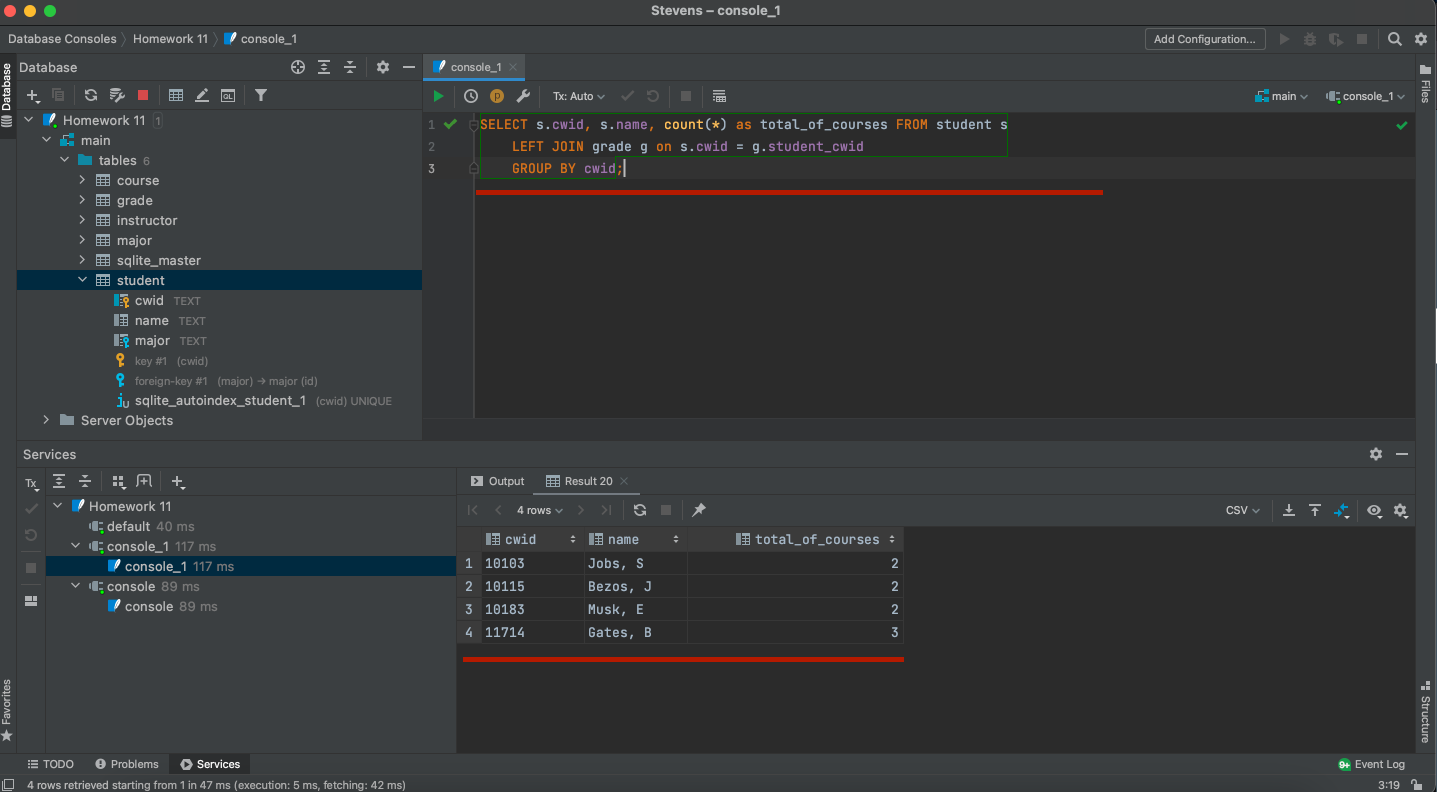 Stevens – console_1
Database Consoles Homework 11 console_1
Add Configuration...
Database
Files
Database
console_1
Tx: Auto
main
console_1
Homework 11 1
main
tables 6
course
grade
instructor
major
sqlite_master
student
cwid TEXT
name TEXT
major TEXT
key #1 (cwid)
foreign-key #1 (major) → major (id)
sqlite_autoindex_student_1 (cwid) UNIQUE
Server Objects
1 SELECT s.cwid, s.name, count(*) as total_of_courses FROM student s
2 LEFT JOIN grade g on s.cwid = g.student_cwid
3 GROUP BY cwid;
Services
Tx
Homework 11
default 40 ms
console_1 117 ms
console_1 117 ms
console 89 ms
console 89 ms
Output Result 20
4 rows
CSV
cwid name total_of_courses
1 10103 Jobs, S 2
2 10115 Bezos, J 2
3 10183 Musk, E 2
4 11714 Gates, B 3
Favorites
Structure
TODO Problems Services
9+ Event Log
4 rows retrieved starting from 1 in 47 ms (execution: 5 ms, fetching: 42 ms)
3:19